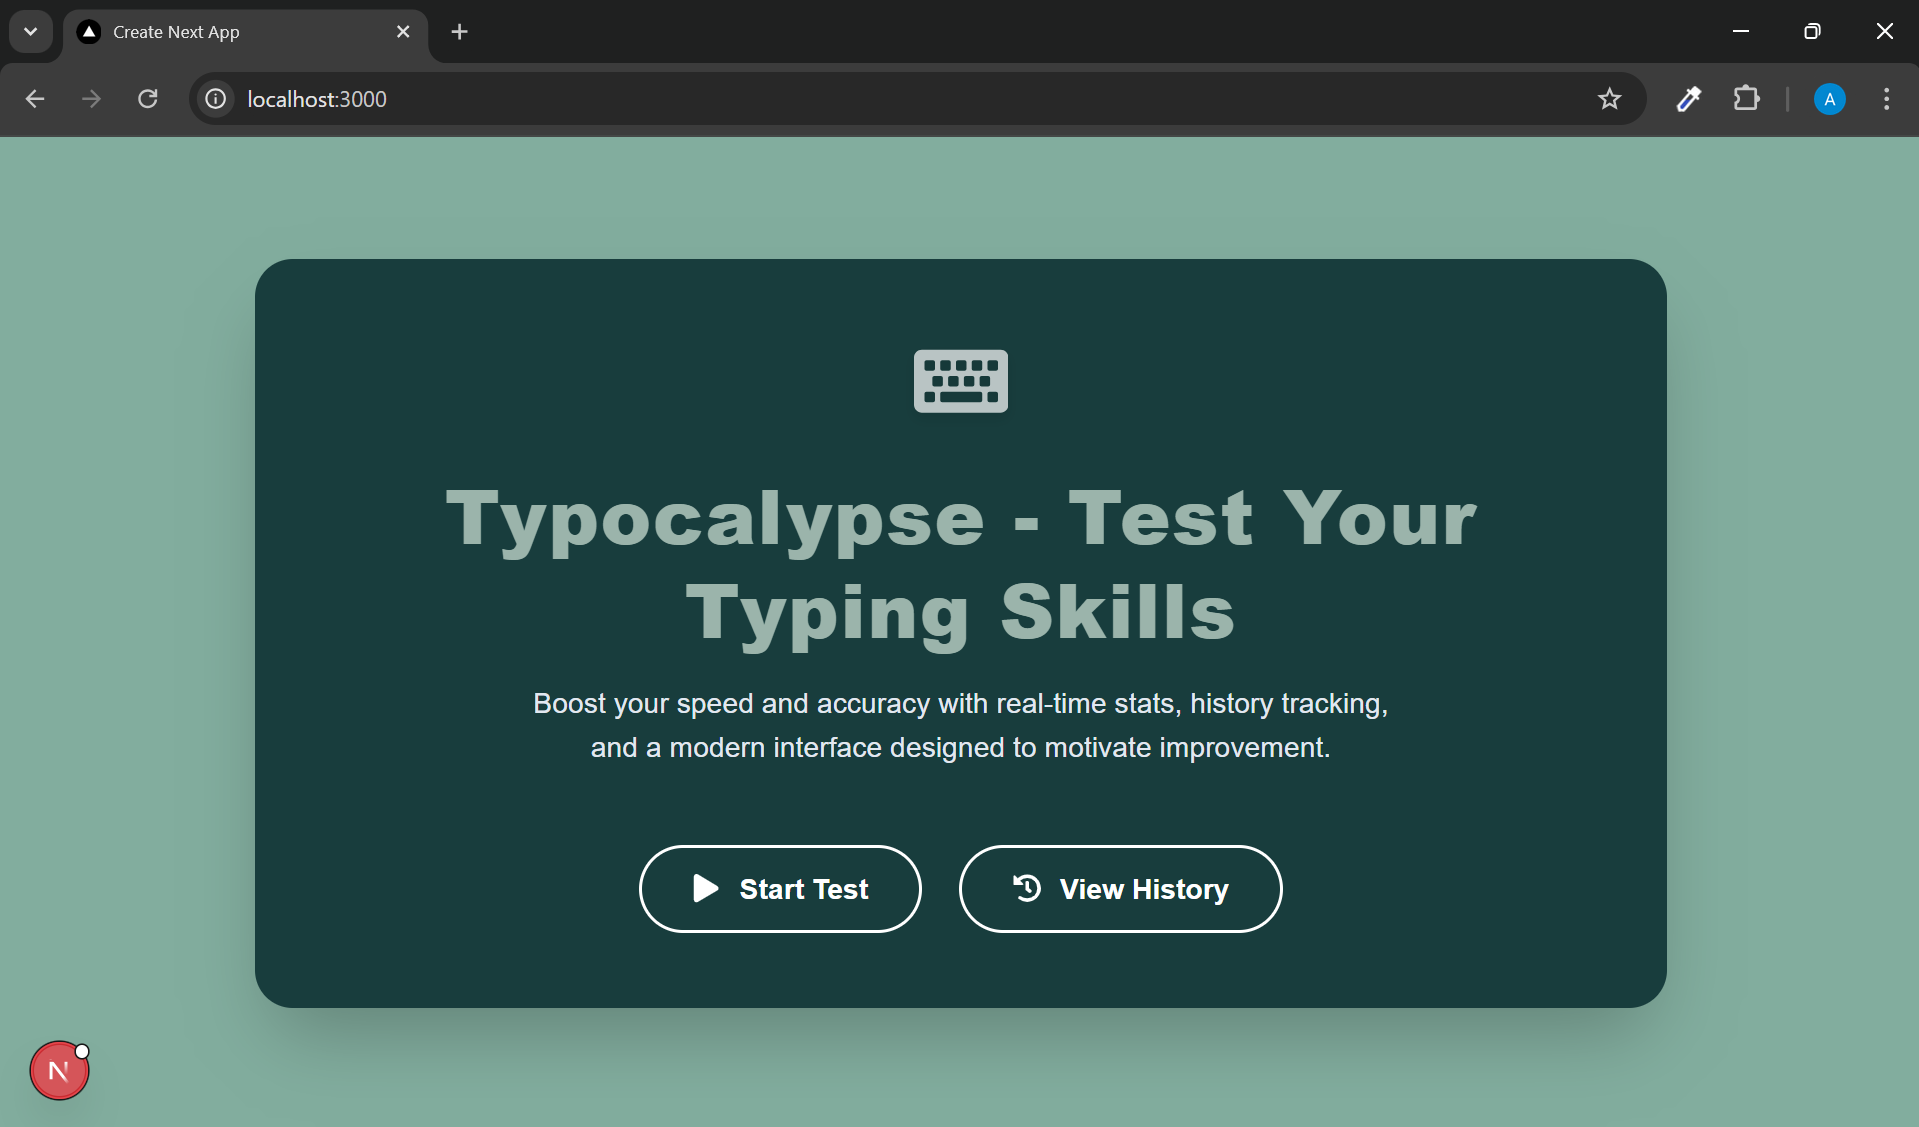 Create Next App
localhost:3000
A
Typocalypse - Test Your
Typing Skills
Boost your speed and accuracy with real-time stats, history tracking,
and a modern interface designed to motivate improvement.
Start Test
View History
N